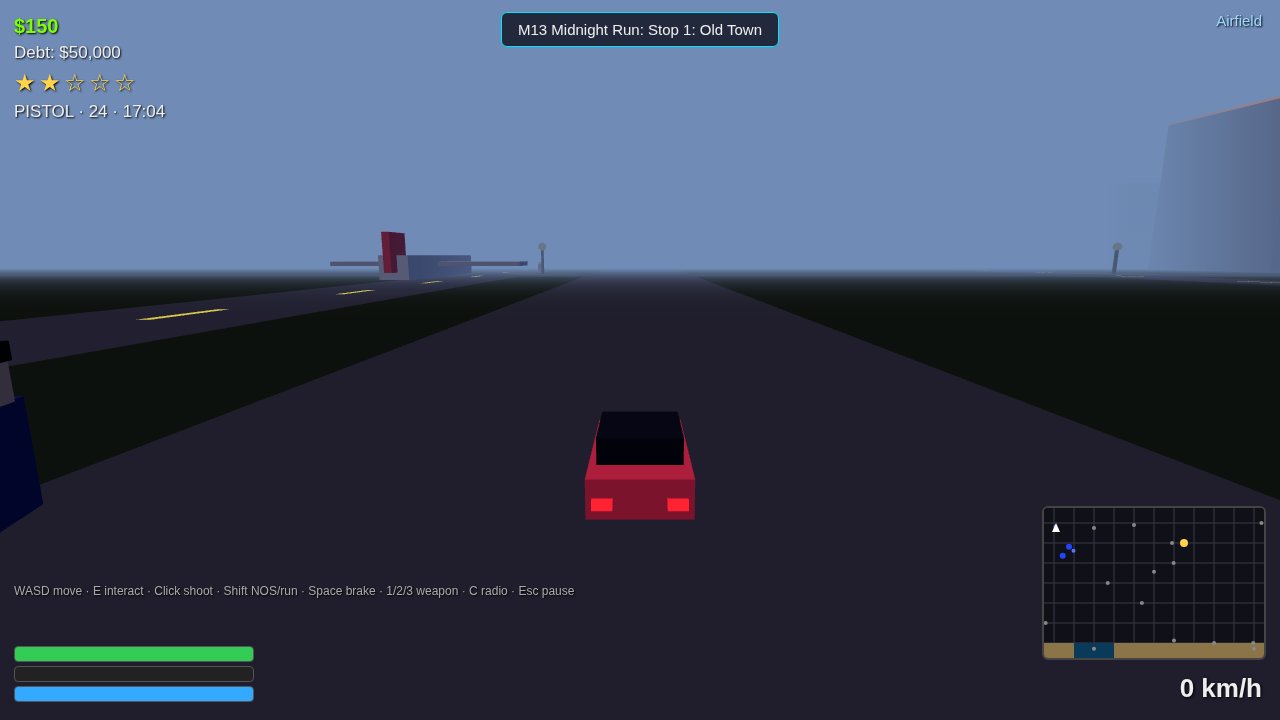 $150
M13 Midnight Run: Stop 1: Old Town
Airfield
Debt: $50,000
★★☆☆☆
PISTOL · 24 · 17:04
WASD move · E interact · Click shoot · Shift NOS/run · Space brake · 1/2/3 weapon · C radio · Esc pause
0 km/h